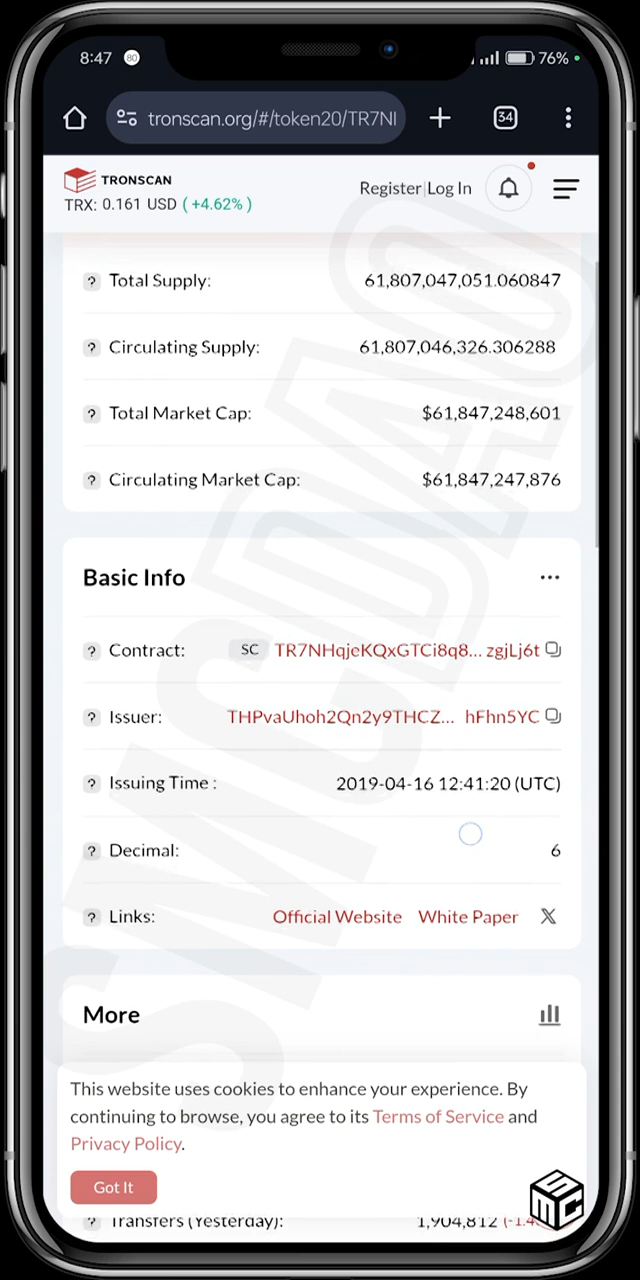 8:47 80 76%
tronscan.org/#/token20/TR7NI 34
TRONSCAN
Register Log In
TRX: 0.161 USD ( +4.62% )
? Total Supply: 61,807,047,051.060847
? Circulating Supply: 61,807,046,326.306288
? Total Market Cap: $61,847,248,601
? Circulating Market Cap: $61,847,247,876
Basic Info
? Contract: SC TR7NHqjeKQxGTCi8q8... zgjLj6t
? Issuer: THPvaUhoh2Qn2y9THCZ... hFhn5YC
? Issuing Time : 2019-04-16 12:41:20 (UTC)
? Decimal: 6
? Links: Official Website White Paper X
More
This website uses cookies to enhance your experience. By
continuing to browse, you agree to its Terms of Service and
Privacy Policy.
Got It
SMC
? Transfers (Yesterday): 1,904,812
SMCDAO